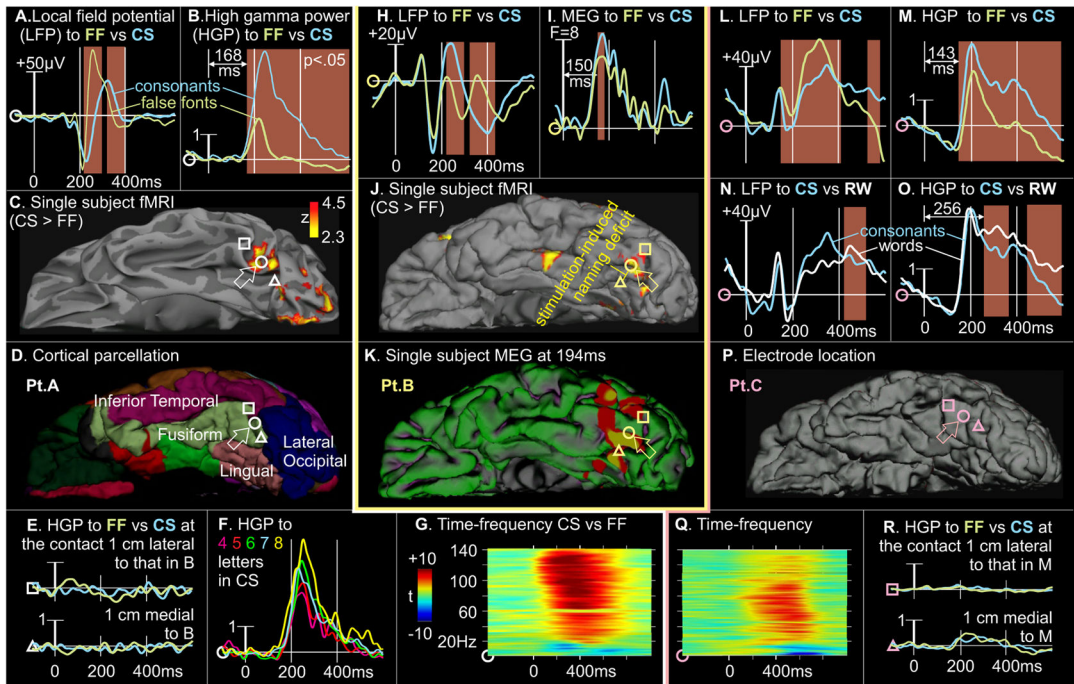 A. Local field potential
(LFP) to FF vs CS
+50μV
0 200 400ms
B. High gamma power
(HGP) to FF vs CS
168
ms
p<.05
consonants
false fonts
1
0 200 400ms
C. Single subject fMRI
(CS > FF)
z
4.5
2.3
D. Cortical parcellation
Pt.A
Inferior Temporal
Fusiform
Lateral
Occipital
Lingual
E. HGP to FF vs CS at
the contact 1 cm lateral
to that in B
1 cm medial
to B
1
0 200 400ms
F. HGP to
4 5 6 7 8
letters
in CS
1
0 200 400ms
H. LFP to FF vs CS
+20μV
0 200 400ms
I. MEG to FF vs CS
F=8
150
ms
0 200 400ms
J. Single subject fMRI
(CS > FF)
stimulation-induced
naming deficit
K. Single subject MEG at 194ms
Pt.B
G. Time-frequency CS vs FF
+10
t
-10
140
100
60
20Hz
0 400ms
L. LFP to FF vs CS
+40μV
M. HGP to FF vs CS
143
ms
1
N. LFP to CS vs RW
+40μV
consonants
words
0 200 400ms
O. HGP to CS vs RW
256
1
0 200 400ms
P. Electrode location
Pt.C
Q. Time-frequency
0 400ms
R. HGP to FF vs CS at
the contact 1 cm lateral
to that in M
1 cm medial
to M
1
0 200 400ms